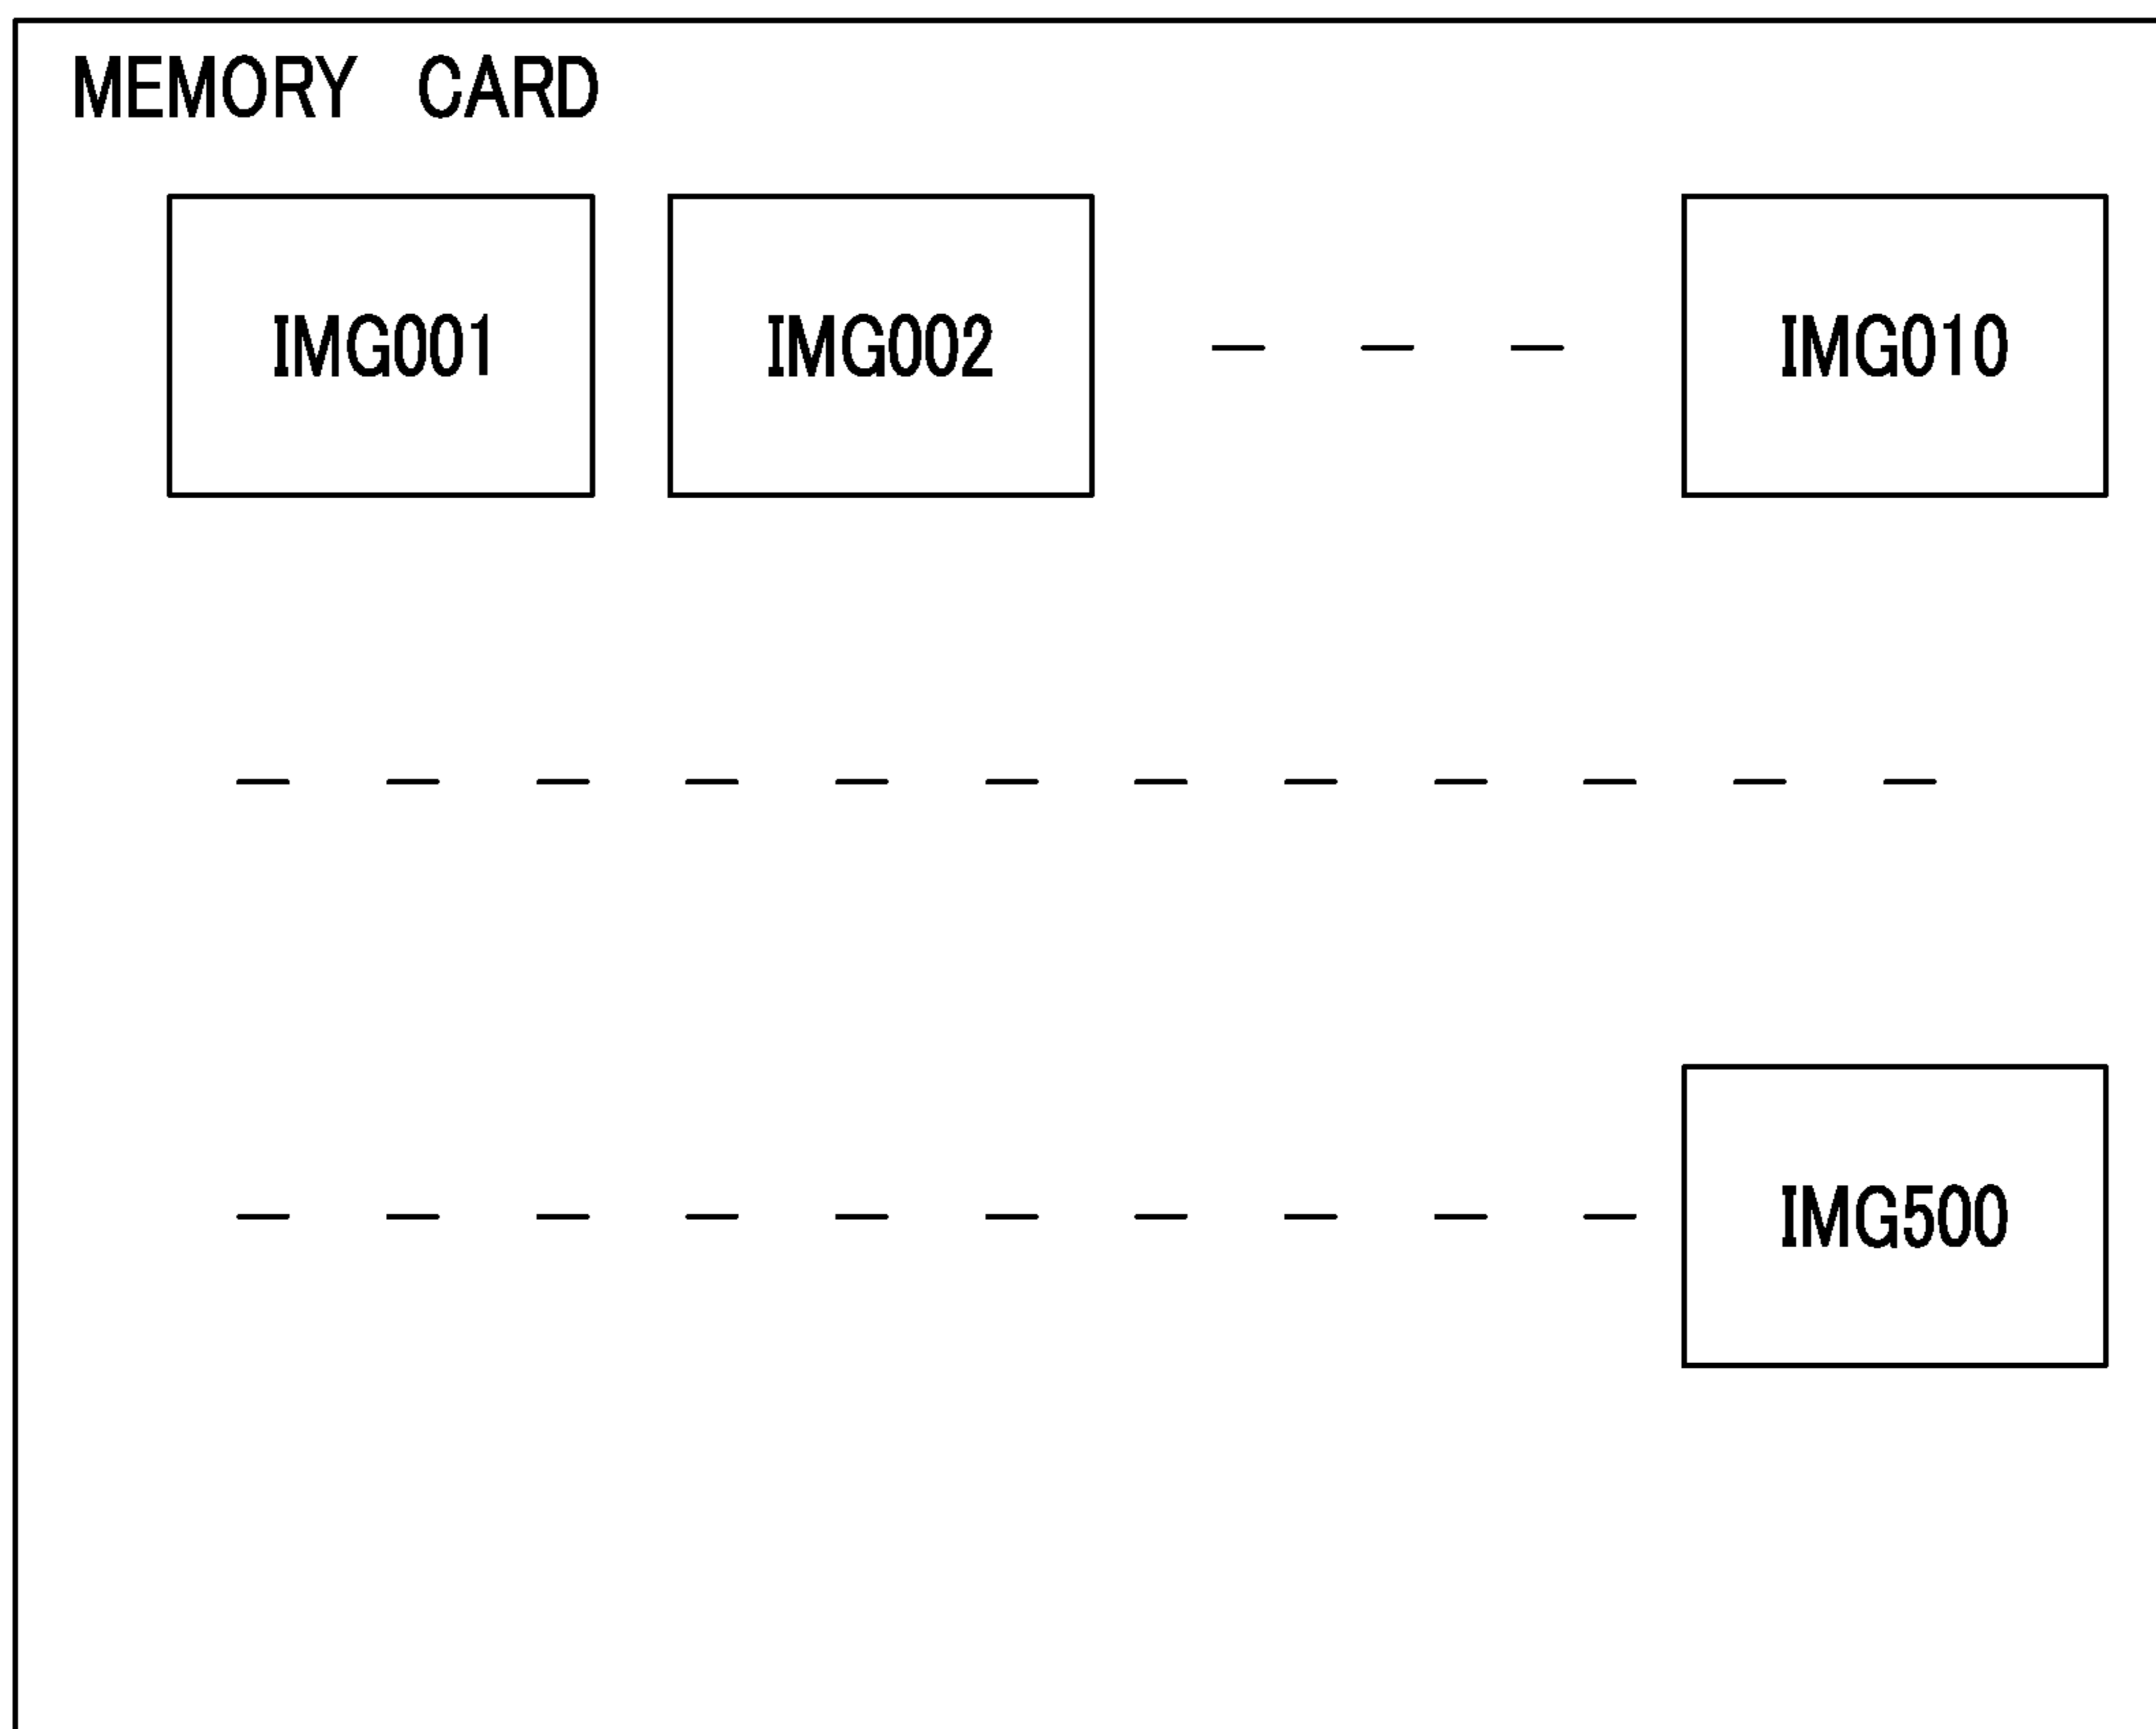 MEMORY CARD
IMG001 IMG002 — — — IMG010
— — — — — — — — — — — —
— — — — — — — — — — IMG500